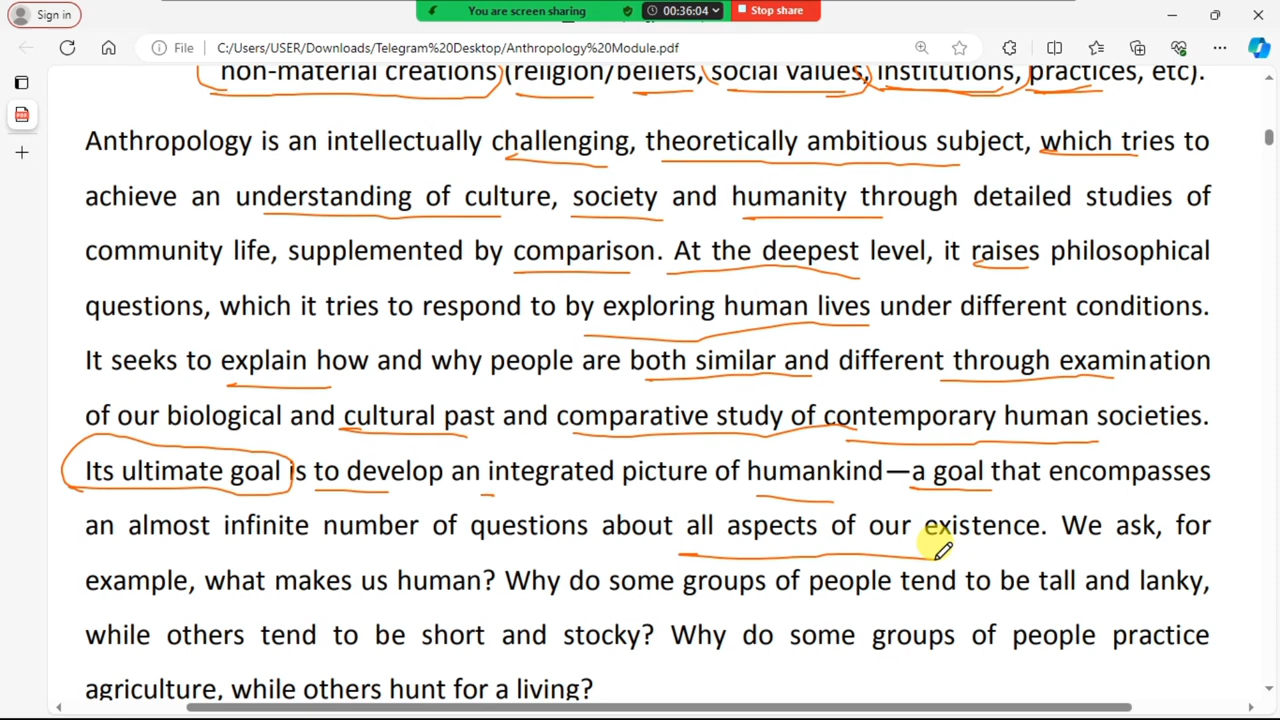 Sign in
You are screen sharing
00:36:04
Stop share
File
C:/Users/USER/Downloads/Telegram%20Desktop/Anthropology%20Module.pdf
non-material creations (religion/beliefs, social values, institutions, practices, etc).
Anthropology is an intellectually challenging, theoretically ambitious subject, which tries to
achieve an understanding of culture, society and humanity through detailed studies of
community life, supplemented by comparison. At the deepest level, it raises philosophical
questions, which it tries to respond to by exploring human lives under different conditions.
It seeks to explain how and why people are both similar and different through examination
of our biological and cultural past and comparative study of contemporary human societies.
Its ultimate goal is to develop an integrated picture of humankind—a goal that encompasses
an almost infinite number of questions about all aspects of our existence. We ask, for
example, what makes us human? Why do some groups of people tend to be tall and lanky,
while others tend to be short and stocky? Why do some groups of people practice
agriculture, while others hunt for a living?